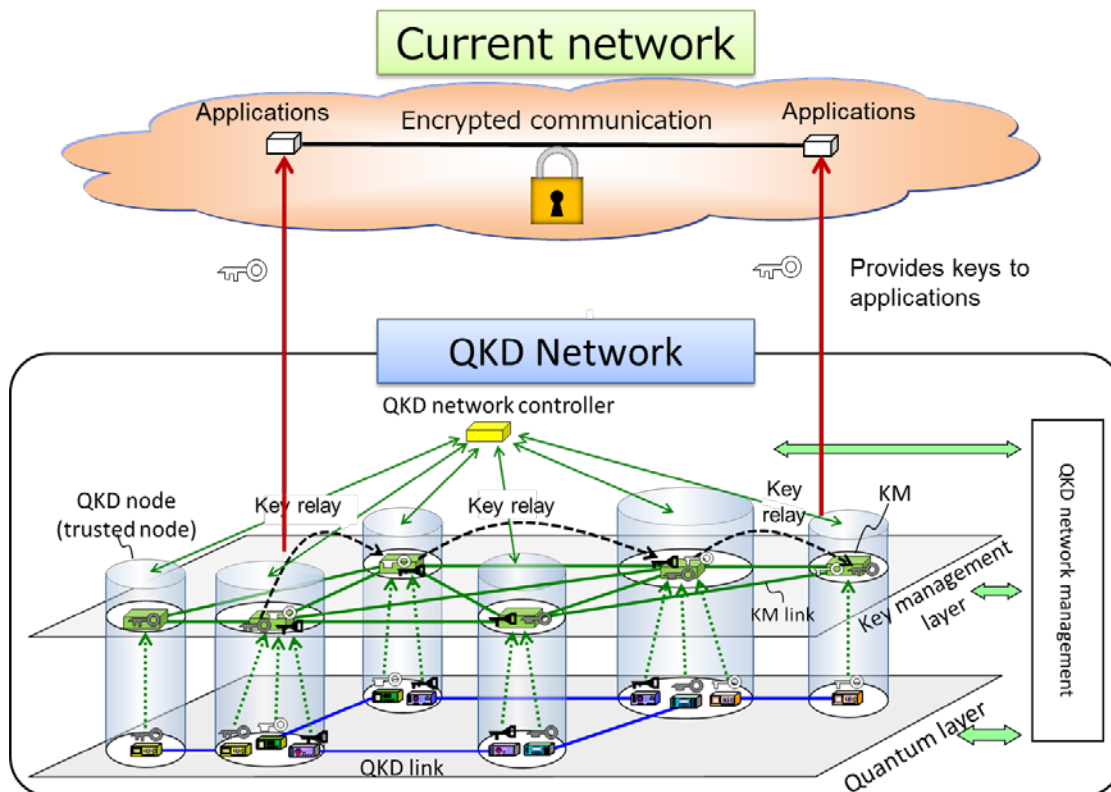 Current network
Applications
Encrypted communication
Applications
Provides keys to
applications
QKD Network
QKD network controller
QKD node
(trusted node)
Key relay
Key relay
Key
relay
KM
KM link
Key management
layer
QKD network management
QKD link
Quantum layer